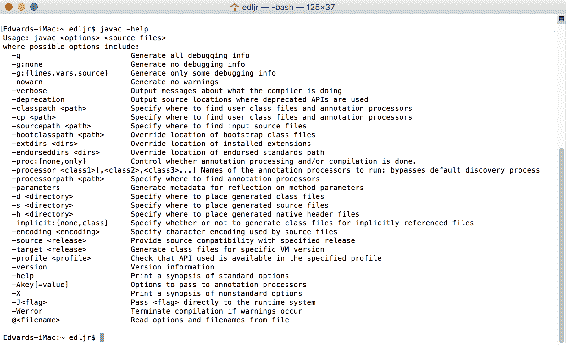 edljr — -bash — 125×37
Edwards-iMac:~ edljr$ javac -help
Usage: javac <options> <source files>
where possible options include:
-g Generate all debugging info
-g:none Generate no debugging info
-g:{lines,vars,source} Generate only some debugging info
-nowarn Generate no warnings
-verbose Output messages about what the compiler is doing
-deprecation Output source locations where deprecated APIs are used
-classpath <path> Specify where to find user class files and annotation processors
-cp <path> Specify where to find user class files and annotation processors
-sourcepath <path> Specify where to find input source files
-bootclasspath <path> Override location of bootstrap class files
-extdirs <dirs> Override location of installed extensions
-endorseddirs <dirs> Override location of endorsed standards path
-proc:{none,only} Control whether annotation processing and/or compilation is done.
-processor <class1>[,<class2>,<class3>...] Names of the annotation processors to run; bypasses default discovery process
-processorpath <path> Specify where to find annotation processors
-parameters Generate metadata for reflection on method parameters
-d <directory> Specify where to place generated class files
-s <directory> Specify where to place generated source files
-h <directory> Specify where to place generated native header files
-implicit:{none,class} Specify whether or not to generate class files for implicitly referenced files
-encoding <encoding> Specify character encoding used by source files
-source <release> Provide source compatibility with specified release
-target <release> Generate class files for specific VM version
-profile <profile> Check that API used is available in the specified profile
-version Version information
-help Print a synopsis of standard options
-Akey[=value] Options to pass to annotation processors
-X Print a synopsis of nonstandard options
-J<flag> Pass <flag> directly to the runtime system
-Werror Terminate compilation if warnings occur
@<filename> Read options and filenames from file
Edwards-iMac:~ edljr$